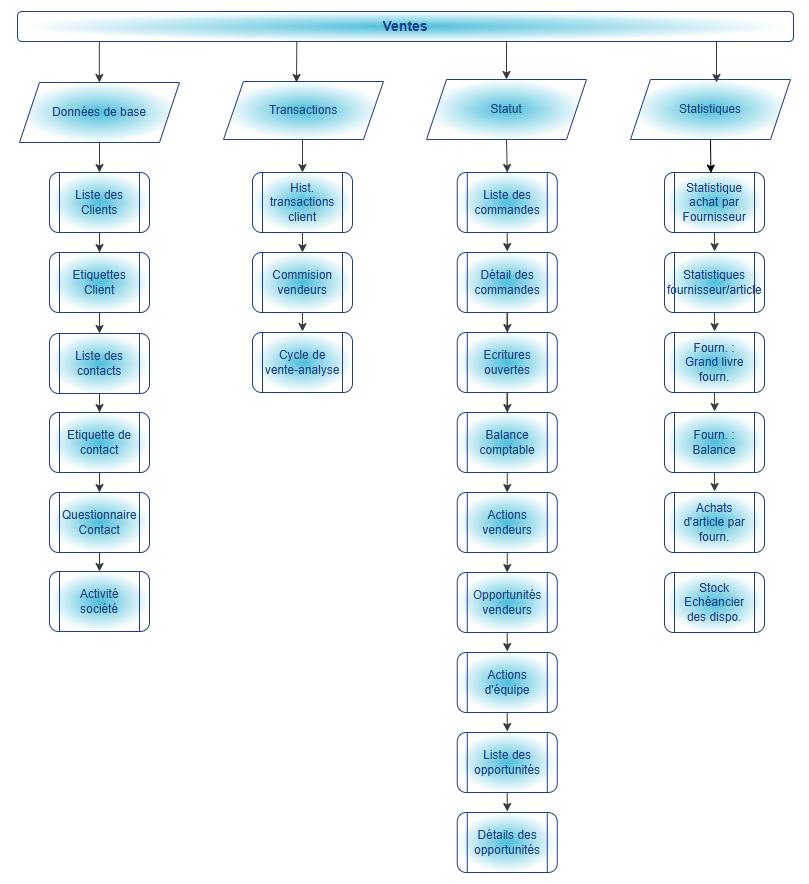 Ventes
Données de base
Transactions
Statut
Statistiques
Liste des
Clients
Etiquettes
Client
Liste des
contacts
Etiquette de
contact
Questionnaire
Contact
Activité
société
Hist.
transactions
client
Commision
vendeurs
Cycle de
vente-analyse
Liste des
commandes
Détail des
commandes
Ecritures
ouvertes
Balance
comptable
Actions
vendeurs
Opportunités
vendeurs
Actions
d'équipe
Liste des
opportunités
Détails des
opportunités
Statistique
achat par
Fournisseur
Statistiques
fournisseur/article
Fourn. :
Grand livre
fourn.
Fourn. :
Balance
Achats
d'article par
fourn.
Stock
Echéancier
des dispo.